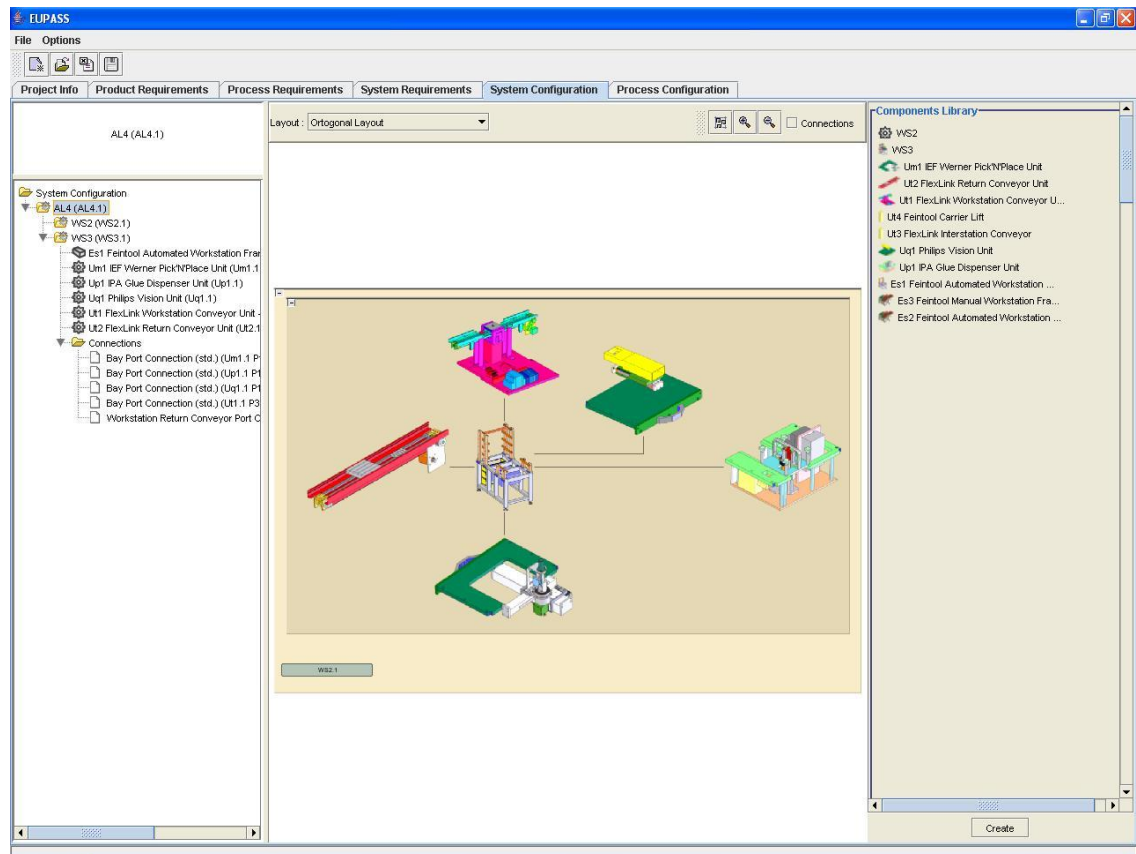 EUPASS
File Options
Project Info Product Requirements Process Requirements System Requirements System Configuration Process Configuration
AL4 (AL4.1)
System Configuration
AL4 (AL4.1)
WS2 (WS2.1)
WS3 (WS3.1)
Es1 Feintool Automated Workstation Fran
Um1 IEF Werner Pick'N'Place Unit (Um1.1
Up1 IPA Glue Dispenser Unit (Up1.1)
Uq1 Philips Vision Unit (Uq1.1)
Ut1 FlexLink Workstation Conveyor Unit -
Ut2 FlexLink Return Conveyor Unit (Ut2.1
Connections
Bay Port Connection (std.) (Um1.1 P1
Bay Port Connection (std.) (Up1.1 P1
Bay Port Connection (std.) (Uq1.1 P1
Bay Port Connection (std.) (Ut1.1 P3
Workstation Return Conveyor Port C
Layout : Ortogonal Layout
Connections
WS2.1
Components Library
WS2
WS3
Um1 IEF Werner Pick'N'Place Unit
Ut2 FlexLink Return Conveyor Unit
Ut1 FlexLink Workstation Conveyor U...
Ut4 Feintool Carrier Lift
Ut3 FlexLink Interstation Conveyor
Uq1 Philips Vision Unit
Up1 IPA Glue Dispenser Unit
Es1 Feintool Automated Workstation ...
Es3 Feintool Manual Workstation Fra...
Es2 Feintool Automated Workstation ...
Create